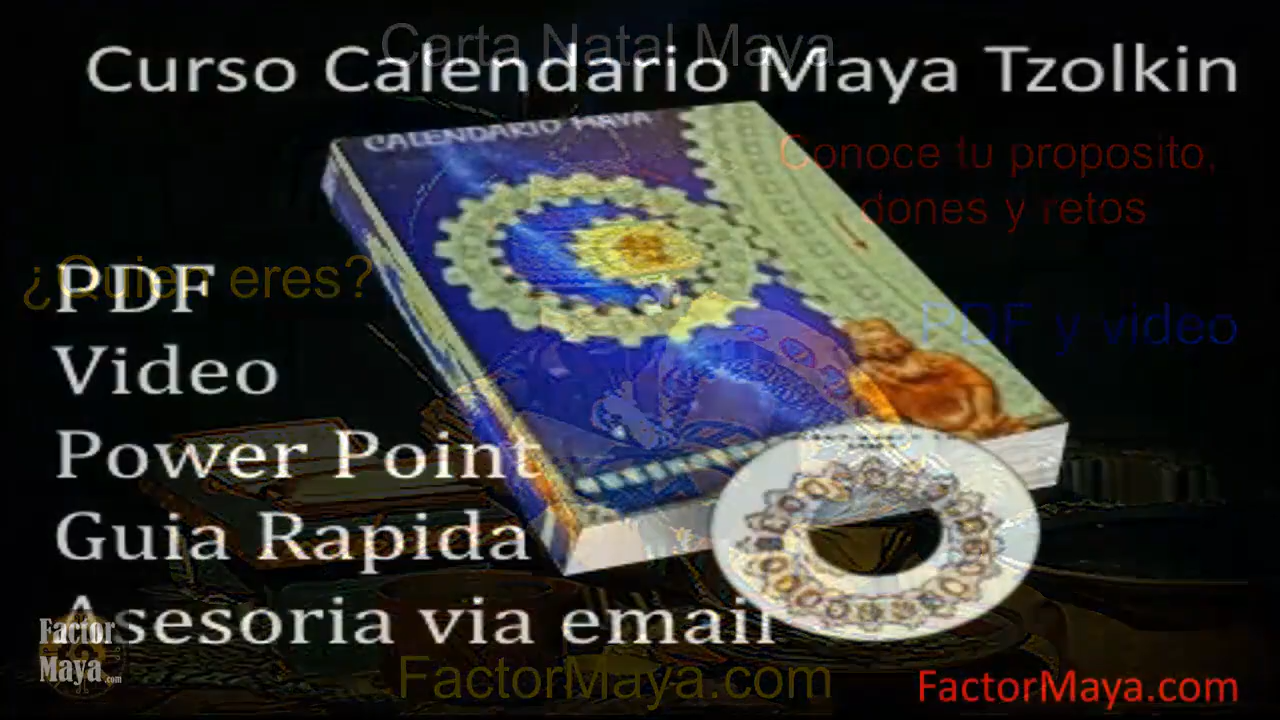 Carta Natal Maya
Curso Calendario Maya Tzolkin
CALENDARIO MAYA
Conoce tu proposito,
dones y retos
¿Quien eres?
PDF
PDF y video
Video
Power Point
Guia Rapida
Asesoria via email
Factor
Maya.com
FactorMaya.com
FactorMaya.com